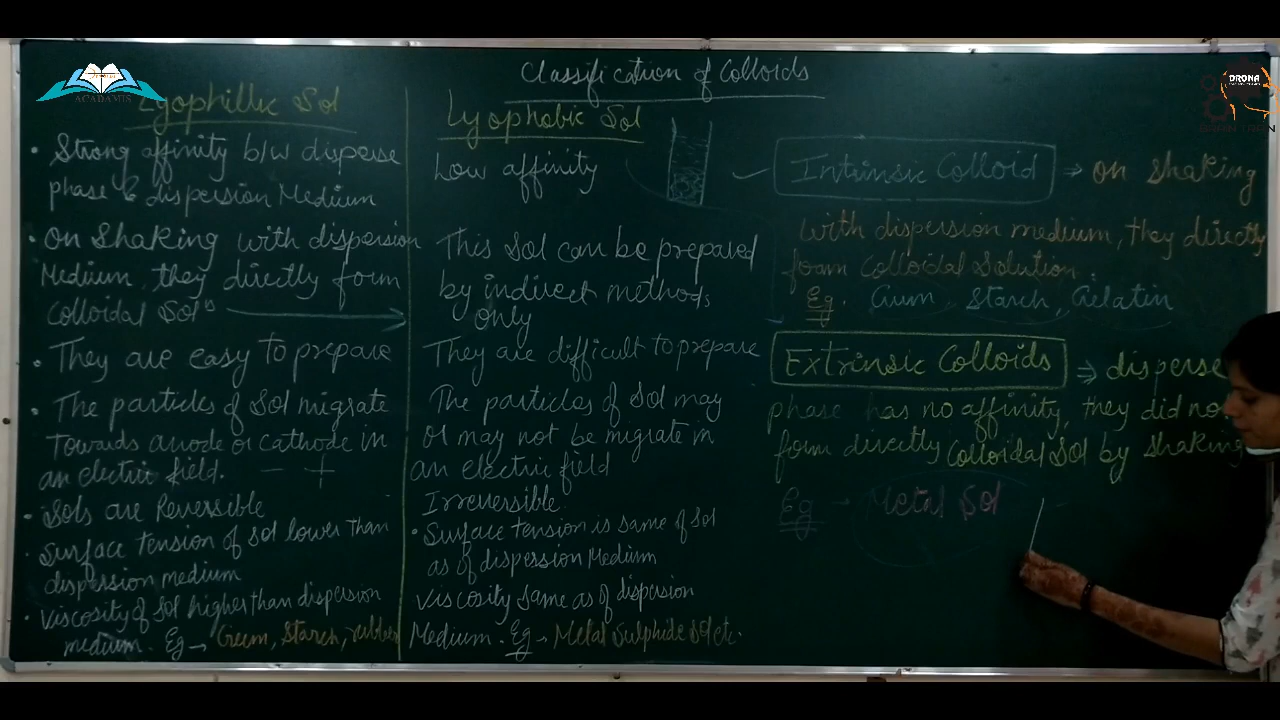 Classification of Colloids
ACADAMIS
DRONA
Lyophillic Sol
• Strong affinity b/w disperse
phase & dispersion Medium
• On Shaking with dispersion
Medium, they directly form
colloidal Solⁿ
• They are easy to prepare
• The particles of Sol migrate
Towards anode or cathode in
an electric field. − +
• Sols are Reversible
• Surface tension of sol lower than
dispersion medium
• Viscosity of sol higher than dispersion
medium. Eg → Gum, Starch, rubber
Lyophobic Sol
Low affinity
This Sol can be prepared
by indirect methods
only
They are difficult to prepare
The particles of Sol may
or may not be migrate in
an electric field
Irreversible
• Surface tension is same of Sol
as of dispersion Medium
Viscosity same as of dispersion
Medium. Eg → Metal Sulphide Sol etc.
Intrinsic Colloid ⇒ on shaking
with dispersion medium, they directly
form Colloidal Solution.
Eg. Gum, Starch, Gelatin
Extrinsic Colloids ⇒ disperse
phase has no affinity, they did no
form directly colloidal Sol by shaking
Eg → Metal Sol